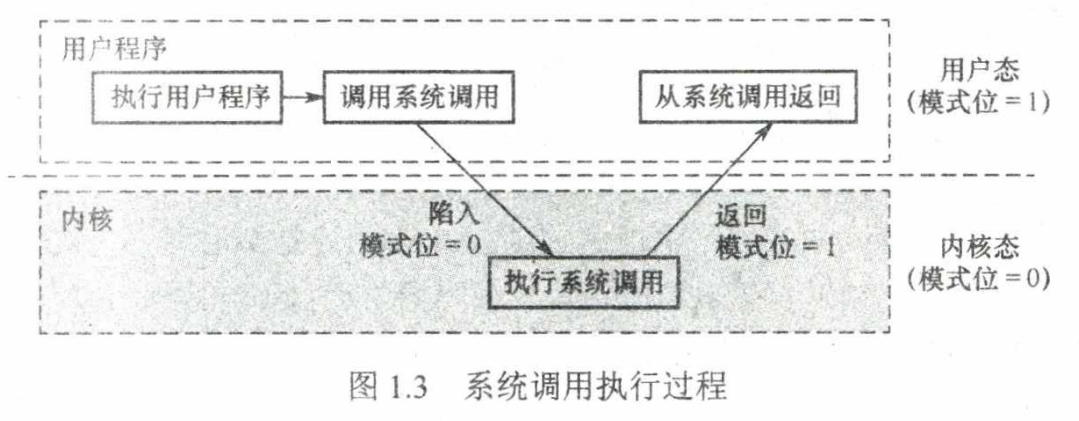 用户程序
执行用户程序
调用系统调用
从系统调用返回
用户态
(模式位=1)
内核
陷入
模式位=0
返回
模式位=1
执行系统调用
内核态
(模式位=0)
图 1.3 系统调用执行过程